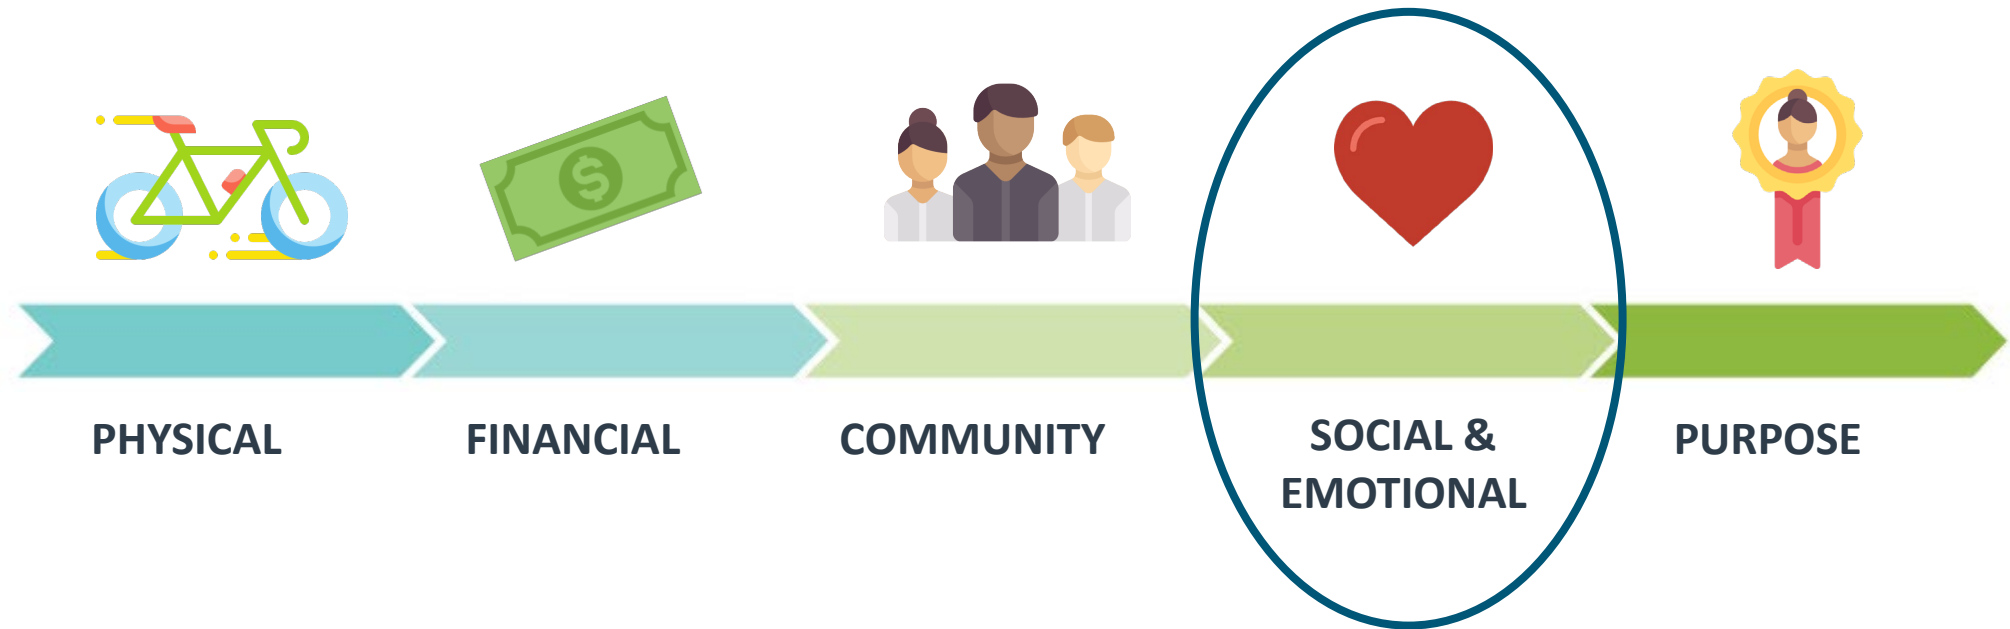 $
PHYSICAL
FINANCIAL
COMMUNITY
SOCIAL &
EMOTIONAL
PURPOSE